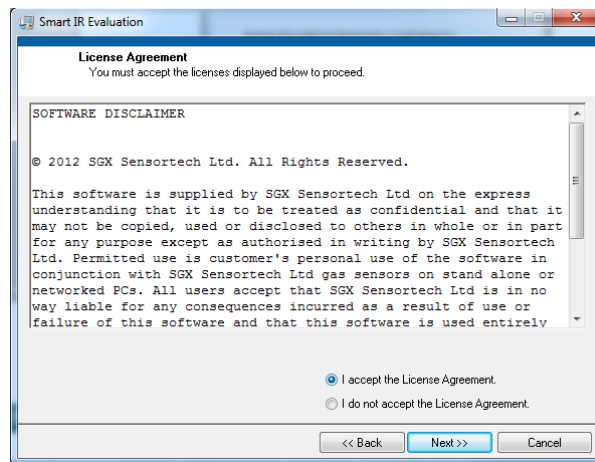 Smart IR Evaluation
License Agreement
You must accept the licenses displayed below to proceed.
SOFTWARE DISCLAIMER
© 2012 SGX Sensortech Ltd. All Rights Reserved.
This software is supplied by SGX Sensortech Ltd on the express
understanding that it is to be treated as confidential and that it
may not be copied, used or disclosed to others in whole or in part
for any purpose except as authorised in writing by SGX Sensortech
Ltd. Permitted use is customer's personal use of the software in
conjunction with SGX Sensortech Ltd gas sensors on stand alone or
networked PCs. All users accept that SGX Sensortech Ltd is in no
way liable for any consequences incurred as a result of use or
failure of this software and that this software is used entirely
I accept the License Agreement.
I do not accept the License Agreement.
<< Back Next >> Cancel